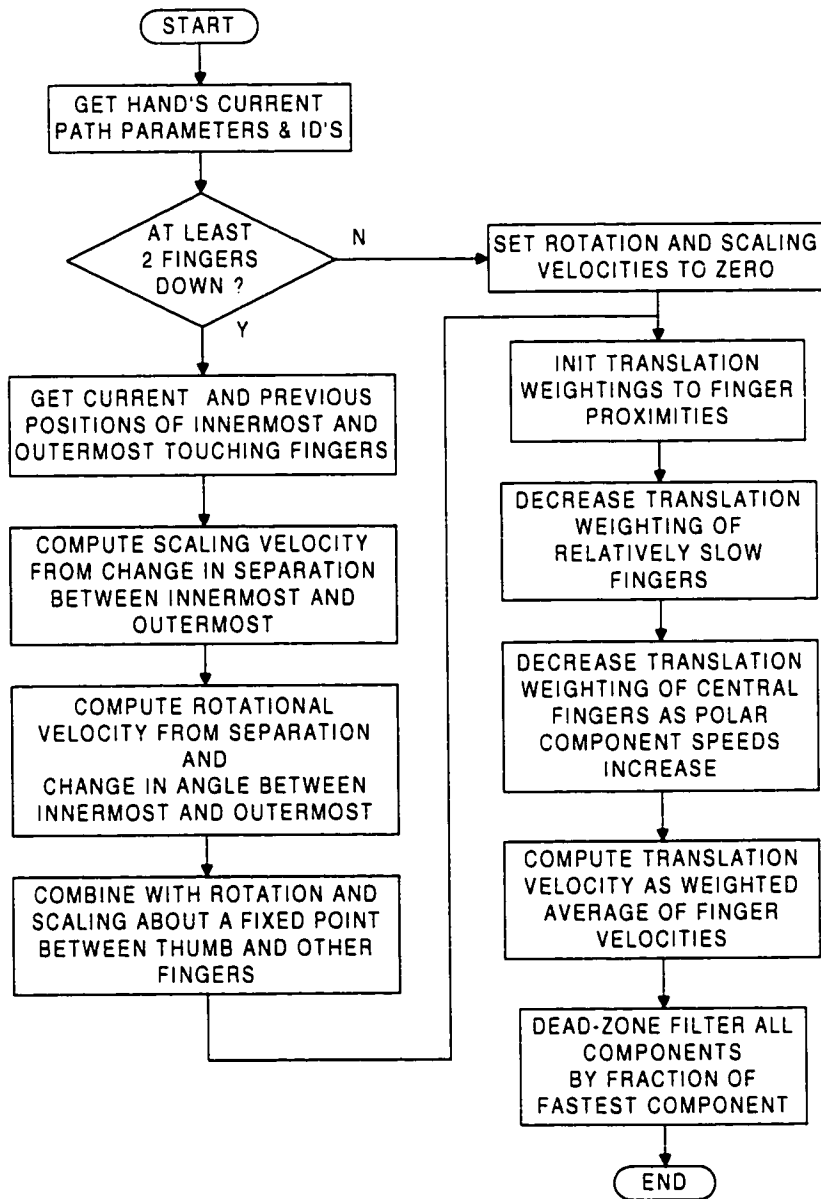 START
GET HAND'S CURRENT
PATH PARAMETERS & ID'S
AT LEAST
2 FINGERS
DOWN ?
N
Y
GET CURRENT AND PREVIOUS
POSITIONS OF INNERMOST AND
OUTERMOST TOUCHING FINGERS
COMPUTE SCALING VELOCITY
FROM CHANGE IN SEPARATION
BETWEEN INNERMOST AND
OUTERMOST
COMPUTE ROTATIONAL
VELOCITY FROM SEPARATION
AND
CHANGE IN ANGLE BETWEEN
INNERMOST AND OUTERMOST
COMBINE WITH ROTATION AND
SCALING ABOUT A FIXED POINT
BETWEEN THUMB AND OTHER
FINGERS
SET ROTATION AND SCALING
VELOCITIES TO ZERO
INIT TRANSLATION
WEIGHTINGS TO FINGER
PROXIMITIES
DECREASE TRANSLATION
WEIGHTING OF
RELATIVELY SLOW
FINGERS
DECREASE TRANSLATION
WEIGHTING OF CENTRAL
FINGERS AS POLAR
COMPONENT SPEEDS
INCREASE
COMPUTE TRANSLATION
VELOCITY AS WEIGHTED
AVERAGE OF FINGER
VELOCITIES
DEAD-ZONE FILTER ALL
COMPONENTS
BY FRACTION OF
FASTEST COMPONENT
END